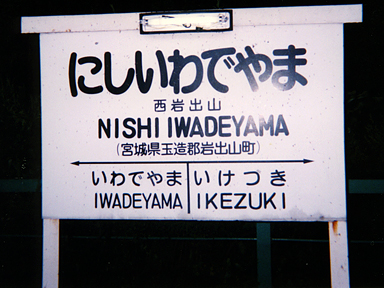 にしいわでやま
西岩出山
NISHI IWADEYAMA
(宮城県玉造郡岩出山町)
いわでやま いけづき
IWADEYAMA IKEZUKI